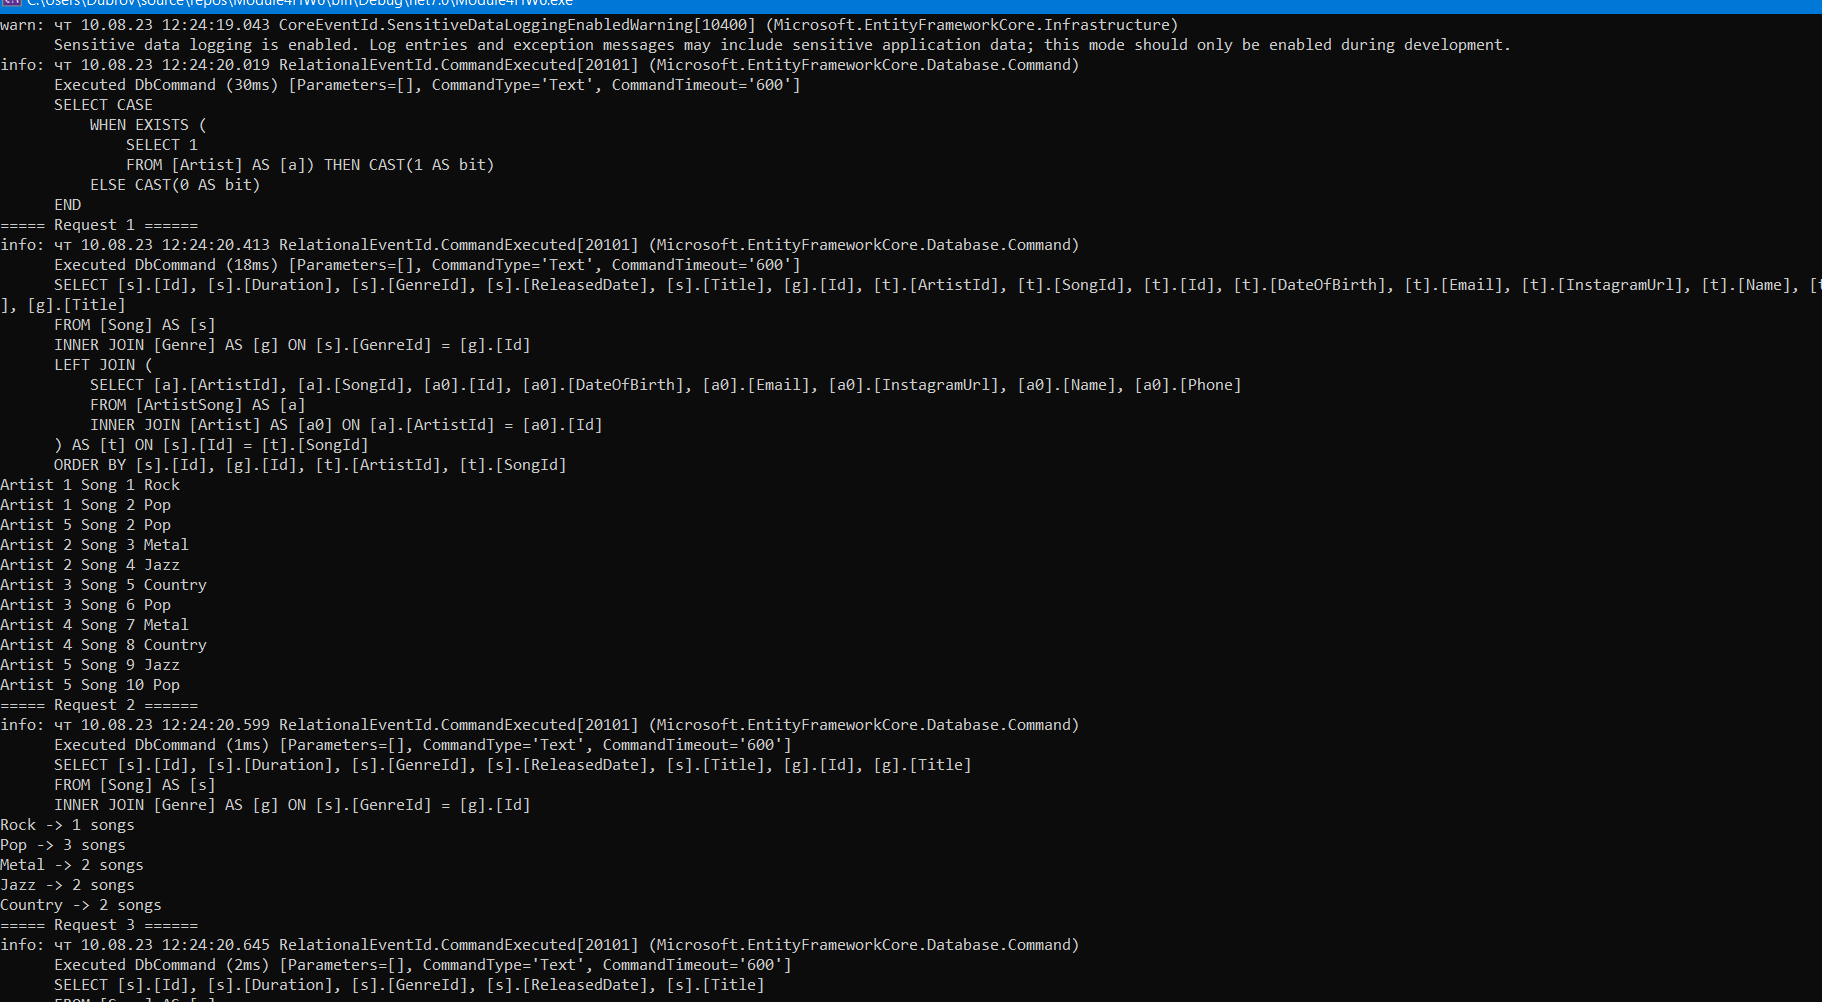 C:\Users\Dubrov\source\repos\Module4HW6\bin\Debug\net7.0\Module4HW6.exe
warn: чт 10.08.23 12:24:19.043 CoreEventId.SensitiveDataLoggingEnabledWarning[10400] (Microsoft.EntityFrameworkCore.Infrastructure)
      Sensitive data logging is enabled. Log entries and exception messages may include sensitive application data; this mode should only be enabled during development.
info: чт 10.08.23 12:24:20.019 RelationalEventId.CommandExecuted[20101] (Microsoft.EntityFrameworkCore.Database.Command)
      Executed DbCommand (30ms) [Parameters=[], CommandType='Text', CommandTimeout='600']
      SELECT CASE
          WHEN EXISTS (
              SELECT 1
              FROM [Artist] AS [a]) THEN CAST(1 AS bit)
          ELSE CAST(0 AS bit)
      END
===== Request 1 ======
info: чт 10.08.23 12:24:20.413 RelationalEventId.CommandExecuted[20101] (Microsoft.EntityFrameworkCore.Database.Command)
      Executed DbCommand (18ms) [Parameters=[], CommandType='Text', CommandTimeout='600']
      SELECT [s].[Id], [s].[Duration], [s].[GenreId], [s].[ReleasedDate], [s].[Title], [g].[Id], [t].[ArtistId], [t].[SongId], [t].[Id], [t].[DateOfBirth], [t].[Email], [t].[InstagramUrl], [t].[Name], [t
], [g].[Title]
      FROM [Song] AS [s]
      INNER JOIN [Genre] AS [g] ON [s].[GenreId] = [g].[Id]
      LEFT JOIN (
          SELECT [a].[ArtistId], [a].[SongId], [a0].[Id], [a0].[DateOfBirth], [a0].[Email], [a0].[InstagramUrl], [a0].[Name], [a0].[Phone]
          FROM [ArtistSong] AS [a]
          INNER JOIN [Artist] AS [a0] ON [a].[ArtistId] = [a0].[Id]
      ) AS [t] ON [s].[Id] = [t].[SongId]
      ORDER BY [s].[Id], [g].[Id], [t].[ArtistId], [t].[SongId]
Artist 1 Song 1 Rock
Artist 1 Song 2 Pop
Artist 5 Song 2 Pop
Artist 2 Song 3 Metal
Artist 2 Song 4 Jazz
Artist 3 Song 5 Country
Artist 3 Song 6 Pop
Artist 4 Song 7 Metal
Artist 4 Song 8 Country
Artist 5 Song 9 Jazz
Artist 5 Song 10 Pop
===== Request 2 ======
info: чт 10.08.23 12:24:20.599 RelationalEventId.CommandExecuted[20101] (Microsoft.EntityFrameworkCore.Database.Command)
      Executed DbCommand (1ms) [Parameters=[], CommandType='Text', CommandTimeout='600']
      SELECT [s].[Id], [s].[Duration], [s].[GenreId], [s].[ReleasedDate], [s].[Title], [g].[Id], [g].[Title]
      FROM [Song] AS [s]
      INNER JOIN [Genre] AS [g] ON [s].[GenreId] = [g].[Id]
Rock -> 1 songs
Pop -> 3 songs
Metal -> 2 songs
Jazz -> 2 songs
Country -> 2 songs
===== Request 3 ======
info: чт 10.08.23 12:24:20.645 RelationalEventId.CommandExecuted[20101] (Microsoft.EntityFrameworkCore.Database.Command)
      Executed DbCommand (2ms) [Parameters=[], CommandType='Text', CommandTimeout='600']
      SELECT [s].[Id], [s].[Duration], [s].[GenreId], [s].[ReleasedDate], [s].[Title]